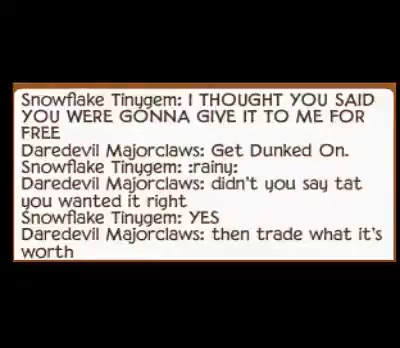 Snowflake Tinygem: I THOUGHT YOU SAID
YOU WERE GONNA GIVE IT TO ME FOR
FREE
Daredevil Majorclaws: Get Dunked On.
Snowflake Tinygem: :rainy:
Daredevil Majorclaws: didn't you say tat
you wanted it right
Snowflake Tinygem: YES
Daredevil Majorclaws: then trade what it's
worth